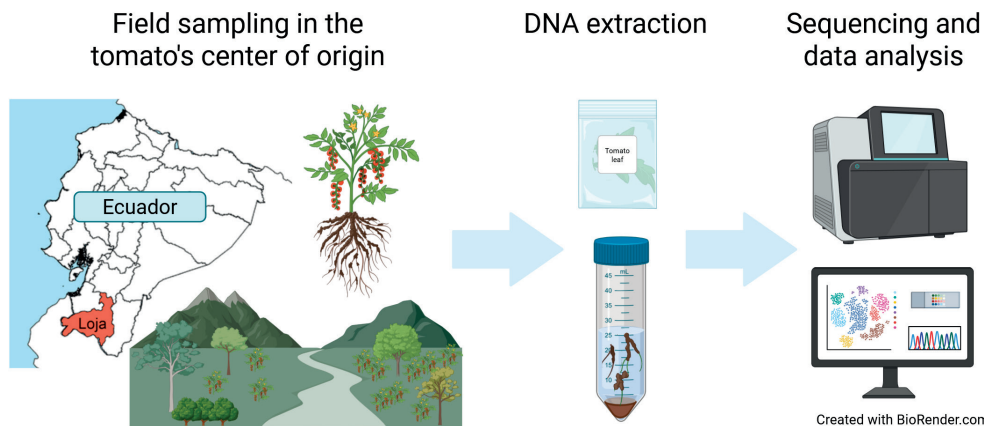 Field sampling in the
tomato's center of origin
DNA extraction
Sequencing and
data analysis
Ecuador
Loja
Tomato
leaf
mL
45
40
35
30
25
20
15
10
5
Created with BioRender.com